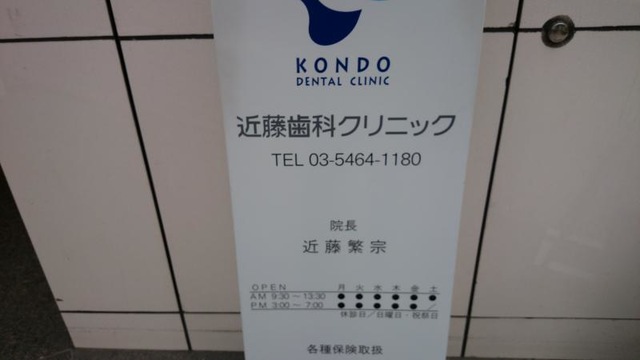 KONDO
DENTAL CLINIC
近藤歯科クリニック
TEL 03-5464-1180
院長
近藤繁宗
OPEN 月 火 水 木 金 土
AM 9:30～13:30 ● ● ● ● ● ●
PM 3:00～7:00 ● ● ● ● ● ／
休診日／日曜日・祝祭日
各種保険取扱